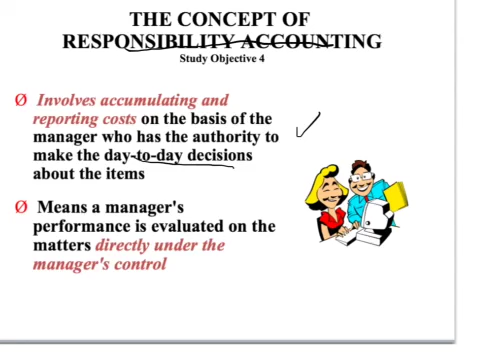 THE CONCEPT OF
RESPONSIBILITY ACCOUNTING
Study Objective 4
Ø Involves accumulating and
reporting costs on the basis of the
manager who has the authority to
make the day-to-day decisions
about the items
Ø Means a manager's
performance is evaluated on the
matters directly under the
manager's control